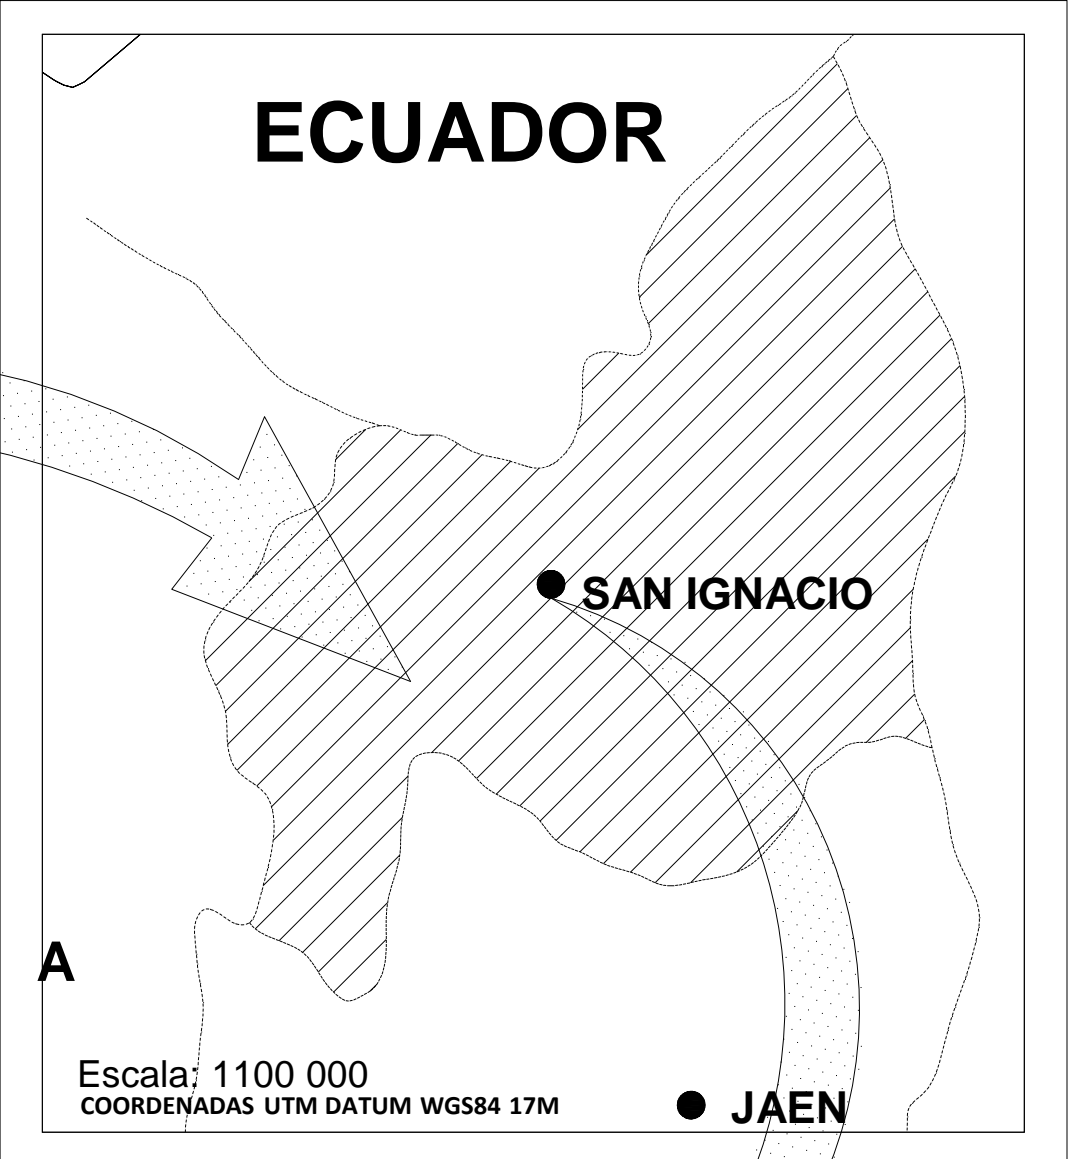 ECUADOR
SAN IGNACIO
A
Escala: 1100 000
COORDENADAS UTM DATUM WGS84 17M
JAEN